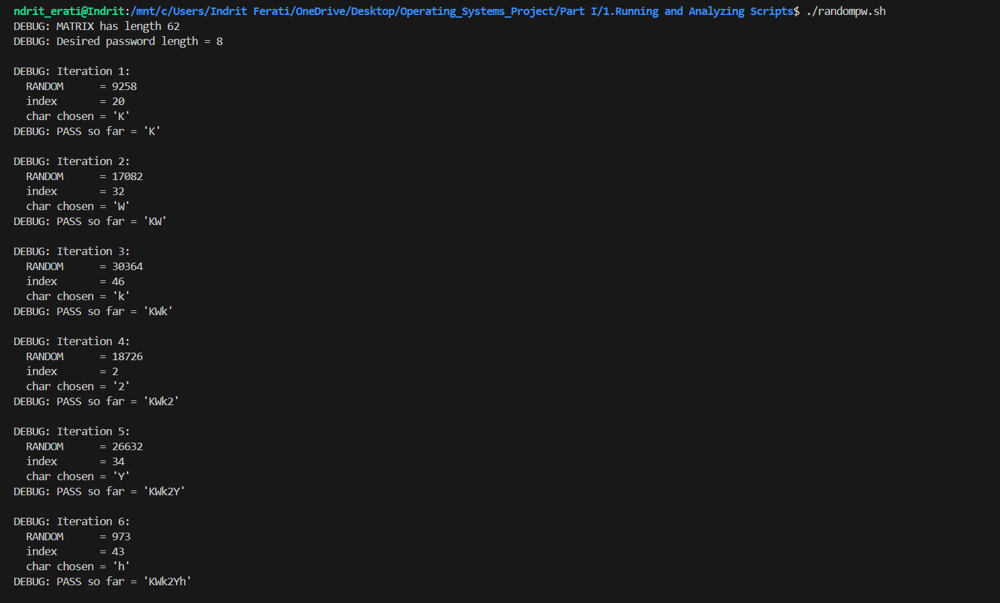 ndrit_erati@Indrit:/mnt/c/Users/Indrit Ferati/OneDrive/Desktop/Operating_Systems_Project/Part I/1.Running and Analyzing Scripts$ ./randompw.sh
DEBUG: MATRIX has length 62
DEBUG: Desired password length = 8
DEBUG: Iteration 1:
RANDOM = 9258
index = 20
char chosen = 'K'
DEBUG: PASS so far = 'K'
DEBUG: Iteration 2:
RANDOM = 17082
index = 32
char chosen = 'W'
DEBUG: PASS so far = 'KW'
DEBUG: Iteration 3:
RANDOM = 30364
index = 46
char chosen = 'k'
DEBUG: PASS so far = 'KWk'
DEBUG: Iteration 4:
RANDOM = 18726
index = 2
char chosen = '2'
DEBUG: PASS so far = 'KWk2'
DEBUG: Iteration 5:
RANDOM = 26632
index = 34
char chosen = 'Y'
DEBUG: PASS so far = 'KWk2Y'
DEBUG: Iteration 6:
RANDOM = 973
index = 43
char chosen = 'h'
DEBUG: PASS so far = 'KWk2Yh'